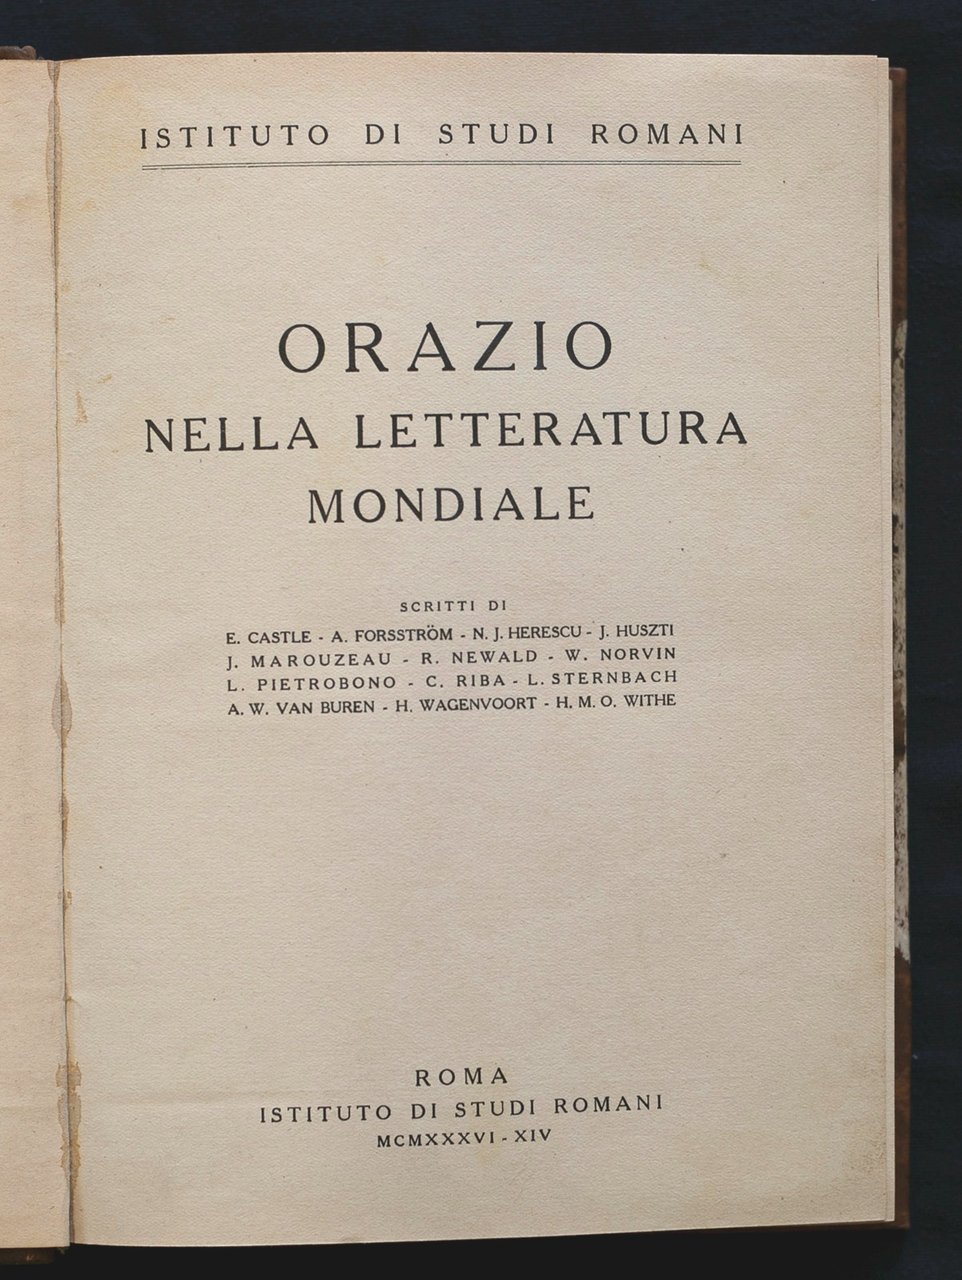 ISTITUTO DI STUDI ROMANI
ORAZIO
NELLA LETTERATURA
MONDIALE
SCRITTI DI
E. CASTLE - A. FORSSTRÖM - N. J. HERESCU - J. HUSZTI
J. MAROUZEAU - R. NEWALD - W. NORVIN
L. PIETROBONO - C. RIBA - L. STERNBACH
A. W. VAN BUREN - H. WAGENVOORT - H. M. O. WITHE
ROMA
ISTITUTO DI STUDI ROMANI
MCMXXXVI - XIV